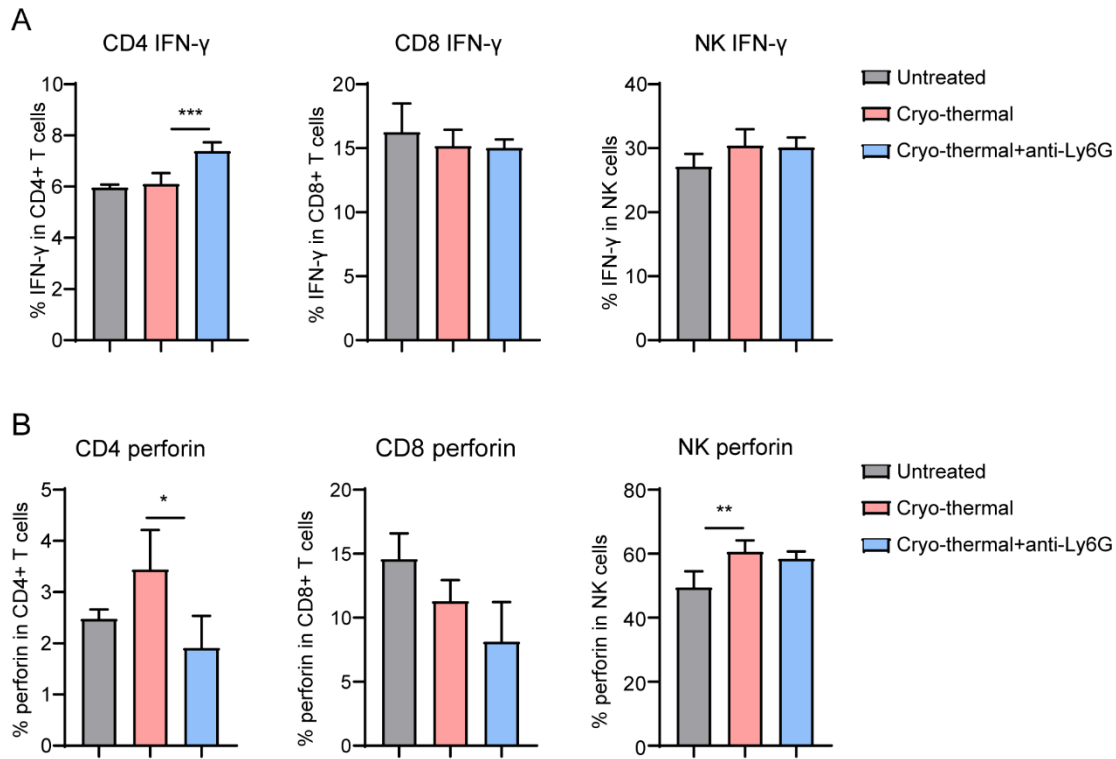 A
CD4 IFN-γ
CD8 IFN-γ
NK IFN-γ
% IFN-γ in CD4+ T cells
10
8
6
4
2
0
***
% IFN-γ in CD8+ T cells
20
15
10
5
0
% IFN-γ in NK cells
40
30
20
10
0
Untreated
Cryo-thermal
Cryo-thermal+anti-Ly6G
B
CD4 perforin
CD8 perforin
NK perforin
% perforin in CD4+ T cells
5
4
3
2
1
0
*
% perforin in CD8+ T cells
20
15
10
5
0
% perforin in NK cells
80
60
40
20
0
**
Untreated
Cryo-thermal
Cryo-thermal+anti-Ly6G